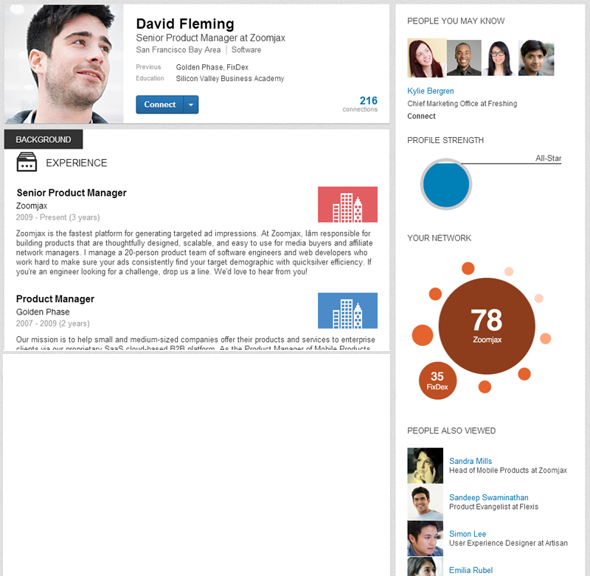 David Fleming
Senior Product Manager at Zoomjax
San Francisco Bay Area | Software
Previous Golden Phase, FixDex
Education Silicon Valley Business Academy
Connect
216
connections
BACKGROUND
EXPERIENCE
Senior Product Manager
Zoomjax
2009 - Present (3 years)
Zoomjax is the fastest platform for generating targeted ad impressions. At Zoomjax, Iâm responsible for
building products that are thoughtfully designed, scalable, and easy to use for media buyers and affiliate
network managers. I manage a 20-person product team of software engineers and web developers who
work hard to make sure your ads consistently find your target demographic with quicksilver efficiency. If
you're an engineer looking for a challenge, drop us a line. We'd love to hear from you!
Product Manager
Golden Phase
2007 - 2009 (2 years)
Our mission is to help small and medium-sized companies offer their products and services to enterprise
clients via our proprietary SaaS cloud-based B2B platform. As the Product Manager of Mobile Products
PEOPLE YOU MAY KNOW
Kylie Bergren
Chief Marketing Office at Freshing
Connect
PROFILE STRENGTH
All-Star
YOUR NETWORK
78
Zoomjax
35
FixDex
PEOPLE ALSO VIEWED
Sandra Mills
Head of Mobile Products at Zoomjax
Sandeep Swaminathan
Product Evangelist at Flexis
Simon Lee
User Experience Designer at Artisan
Emilia Rubel